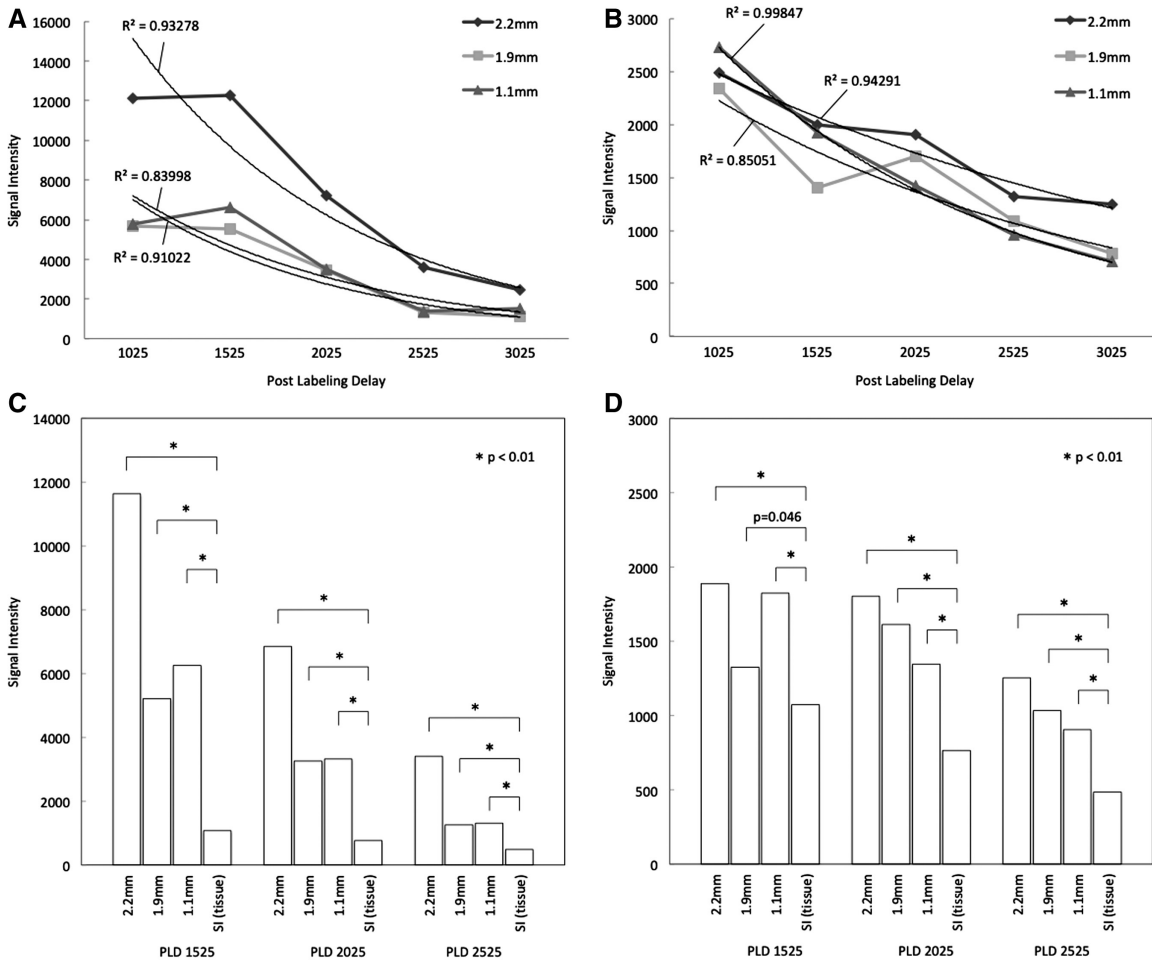 A
R² = 0.93278
2.2mm
1.9mm
1.1mm
16000
14000
12000
10000
8000
6000
4000
2000
0
Signal Intensity
R² = 0.83998
R² = 0.91022
1025 1525 2025 2525 3025
Post Labeling Delay
B
R² = 0.99847
R² = 0.94291
R² = 0.85051
2.2mm
1.9mm
1.1mm
3000
2500
2000
1500
1000
500
0
Signal Intensity
1025 1525 2025 2525 3025
Post Labeling Delay
C
14000
12000
10000
8000
6000
4000
2000
0
Signal Intensity
* p < 0.01
* * *
* * *
* * *
2.2mm 1.9mm 1.1mm SI (tissue) 2.2mm 1.9mm 1.1mm SI (tissue) 2.2mm 1.9mm 1.1mm SI (tissue)
PLD 1525 PLD 2025 PLD 2525
D
3000
2500
2000
1500
1000
500
0
Signal Intensity
* p < 0.01
*
p=0.046
*
* * *
* * *
2.2mm 1.9mm 1.1mm SI (tissue) 2.2mm 1.9mm 1.1mm SI (tissue) 2.2mm 1.9mm 1.1mm SI (tissue)
PLD 1525 PLD 2025 PLD 2525